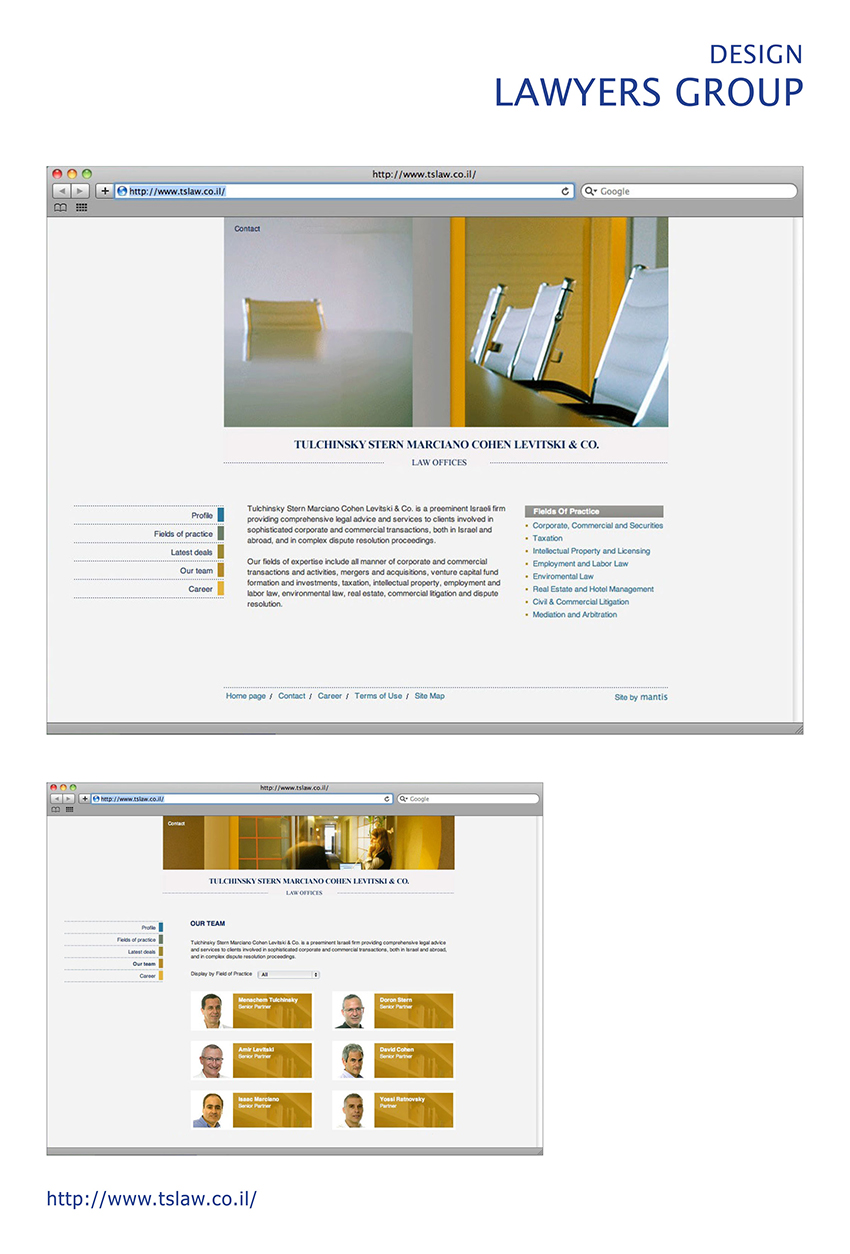 DESIGN
LAWYERS GROUP
http://www.tslaw.co.il/
http://www.tslaw.co.il/
Google
Contact
TULCHINSKY STERN MARCIANO COHEN LEVITSKI & CO.
LAW OFFICES
Profile
Fields of practice
Latest deals
Our team
Career
Tulchinsky Stern Marciano Cohen Levitski & Co. is a preeminent Israeli firm
providing comprehensive legal advice and services to clients involved in
sophisticated corporate and commercial transactions, both in Israel and
abroad, and in complex dispute resolution proceedings.
Our fields of expertise include all manner of corporate and commercial
transactions and activities, mergers and acquisitions, venture capital fund
formation and investments, taxation, intellectual property, employment and
labor law, environmental law, real estate, commercial litigation and dispute
resolution.
Fields Of Practice
• Corporate, Commercial and Securities
• Taxation
• Intellectual Property and Licensing
• Employment and Labor Law
• Enviromental Law
• Real Estate and Hotel Management
• Civil & Commercial Litigation
• Mediation and Arbitration
Home page / Contact / Career / Terms of Use / Site Map
Site by mantis
http://www.tslaw.co.il/
http://www.tslaw.co.il/
Google
Contact
TULCHINSKY STERN MARCIANO COHEN LEVITSKI & CO.
LAW OFFICES
Profile
Fields of practice
Latest deals
Our team
Career
OUR TEAM
Tulchinsky Stern Marciano Cohen Levitski & Co. is a preeminent Israeli firm providing comprehensive legal advice
and services to clients involved in sophisticated corporate and commercial transactions, both in Israel and abroad,
and in complex dispute resolution proceedings.
Display by Field of Practice All
Menachem Tulchinsky
Senior Partner
Doron Stern
Senior Partner
Amir Levitski
Senior Partner
David Cohen
Senior Partner
Isaac Marciano
Senior Partner
Yossi Ratnovsky
Partner
http://www.tslaw.co.il/